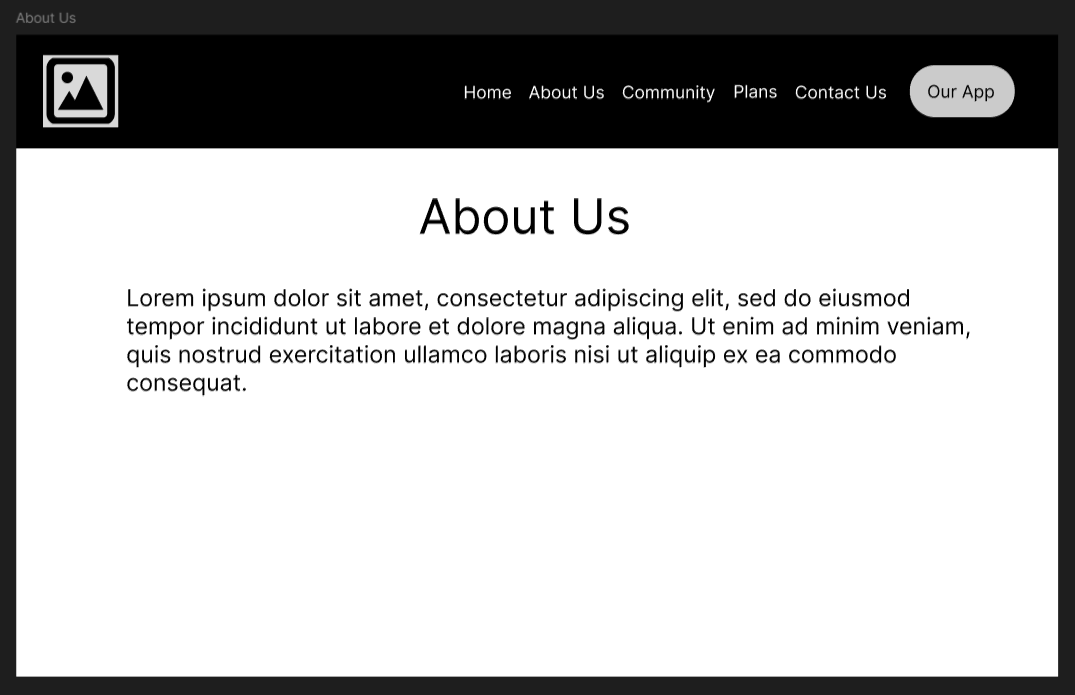 About Us
Home About Us Community Plans Contact Us Our App
About Us
Lorem ipsum dolor sit amet, consectetur adipiscing elit, sed do eiusmod
tempor incididunt ut labore et dolore magna aliqua. Ut enim ad minim veniam,
quis nostrud exercitation ullamco laboris nisi ut aliquip ex ea commodo
consequat.